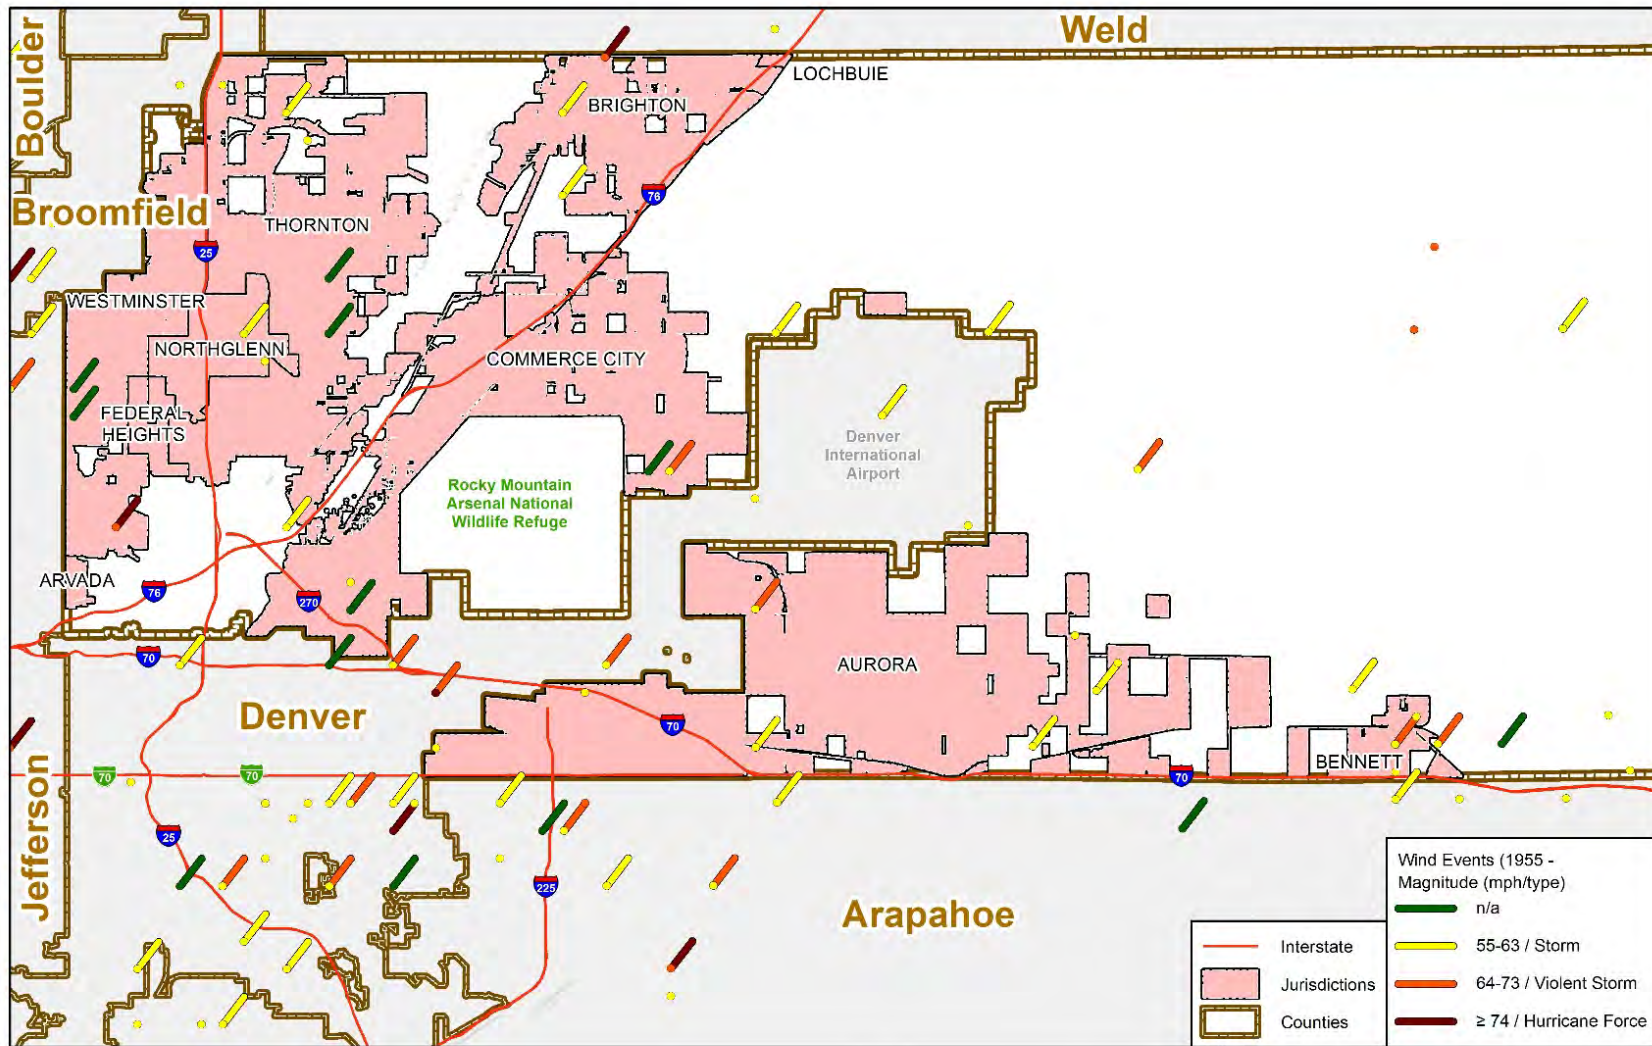 Weld
Boulder
LOCHBUIE
BRIGHTON
76
Broomfield
THORNTON
25
WESTMINSTER
NORTHGLENN
COMMERCE CITY
FEDERAL
HEIGHTS
Denver
International
Airport
Rocky Mountain
Arsenal National
Wildlife Refuge
ARVADA
76
270
70
AURORA
Denver
70
Jefferson
70
70
70
BENNETT
25
225
Arapahoe
Interstate
Jurisdictions
Counties
Wind Events (1955 -
Magnitude (mph/type)
n/a
55-63 / Storm
64-73 / Violent Storm
≥ 74 / Hurricane Force